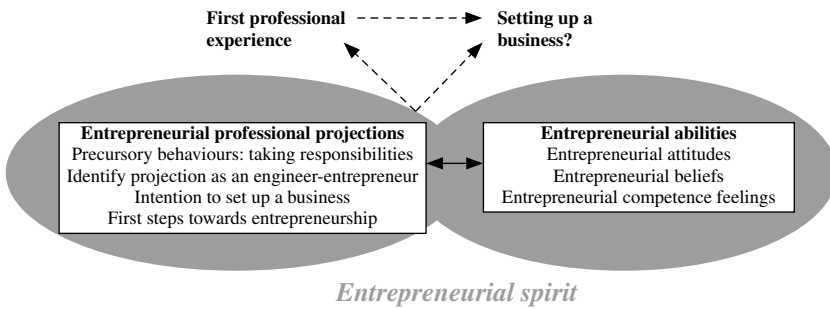 First professional
experience
Setting up a
business?
Entrepreneurial professional projections
Precursory behaviours: taking responsibilities
Identify projection as an engineer-entrepreneur
Intention to set up a business
First steps towards entrepreneurship
Entrepreneurial abilities
Entrepreneurial attitudes
Entrepreneurial beliefs
Entrepreneurial competence feelings
Entrepreneurial spirit